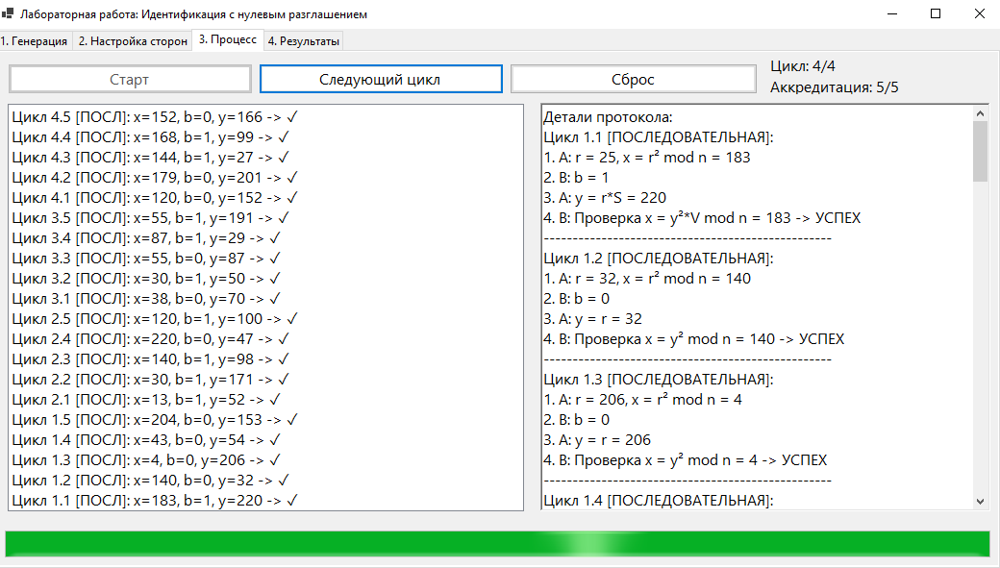 Лабораторная работа: Идентификация с нулевым разглашением
1. Генерация 2. Настройка сторон 3. Процесс 4. Результаты
Старт Следующий цикл Сброс
Цикл: 4/4
Аккредитация: 5/5
Цикл 4.5 [ПОСЛ]: x=152, b=0, y=166 -> ✓
Цикл 4.4 [ПОСЛ]: x=168, b=1, y=99 -> ✓
Цикл 4.3 [ПОСЛ]: x=144, b=1, y=27 -> ✓
Цикл 4.2 [ПОСЛ]: x=179, b=0, y=201 -> ✓
Цикл 4.1 [ПОСЛ]: x=120, b=0, y=152 -> ✓
Цикл 3.5 [ПОСЛ]: x=55, b=1, y=191 -> ✓
Цикл 3.4 [ПОСЛ]: x=87, b=1, y=29 -> ✓
Цикл 3.3 [ПОСЛ]: x=55, b=0, y=87 -> ✓
Цикл 3.2 [ПОСЛ]: x=30, b=1, y=50 -> ✓
Цикл 3.1 [ПОСЛ]: x=38, b=0, y=70 -> ✓
Цикл 2.5 [ПОСЛ]: x=120, b=1, y=100 -> ✓
Цикл 2.4 [ПОСЛ]: x=220, b=0, y=47 -> ✓
Цикл 2.3 [ПОСЛ]: x=140, b=1, y=98 -> ✓
Цикл 2.2 [ПОСЛ]: x=30, b=1, y=171 -> ✓
Цикл 2.1 [ПОСЛ]: x=13, b=1, y=52 -> ✓
Цикл 1.5 [ПОСЛ]: x=204, b=0, y=153 -> ✓
Цикл 1.4 [ПОСЛ]: x=43, b=0, y=54 -> ✓
Цикл 1.3 [ПОСЛ]: x=4, b=0, y=206 -> ✓
Цикл 1.2 [ПОСЛ]: x=140, b=0, y=32 -> ✓
Цикл 1.1 [ПОСЛ]: x=183, b=1, y=220 -> ✓
Детали протокола:
Цикл 1.1 [ПОСЛЕДОВАТЕЛЬНАЯ]:
1. A: r = 25, x = r² mod n = 183
2. B: b = 1
3. A: y = r*S = 220
4. B: Проверка x = y²*V mod n = 183 -> УСПЕХ
--------------------------------------------------
Цикл 1.2 [ПОСЛЕДОВАТЕЛЬНАЯ]:
1. A: r = 32, x = r² mod n = 140
2. B: b = 0
3. A: y = r = 32
4. B: Проверка x = y² mod n = 140 -> УСПЕХ
--------------------------------------------------
Цикл 1.3 [ПОСЛЕДОВАТЕЛЬНАЯ]:
1. A: r = 206, x = r² mod n = 4
2. B: b = 0
3. A: y = r = 206
4. B: Проверка x = y² mod n = 4 -> УСПЕХ
--------------------------------------------------
Цикл 1.4 [ПОСЛЕДОВАТЕЛЬНАЯ]: